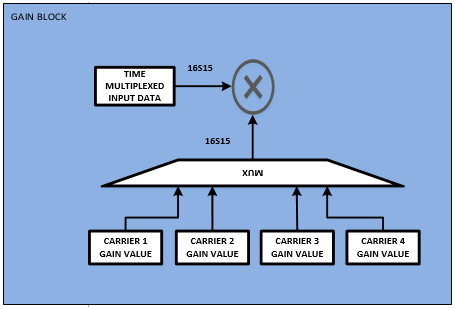 GAIN BLOCK
TIME
MULTIPLEXED
INPUT DATA
16S15
16S15
MUX
CARRIER 1
GAIN VALUE
CARRIER 2
GAIN VALUE
CARRIER 3
GAIN VALUE
CARRIER 4
GAIN VALUE